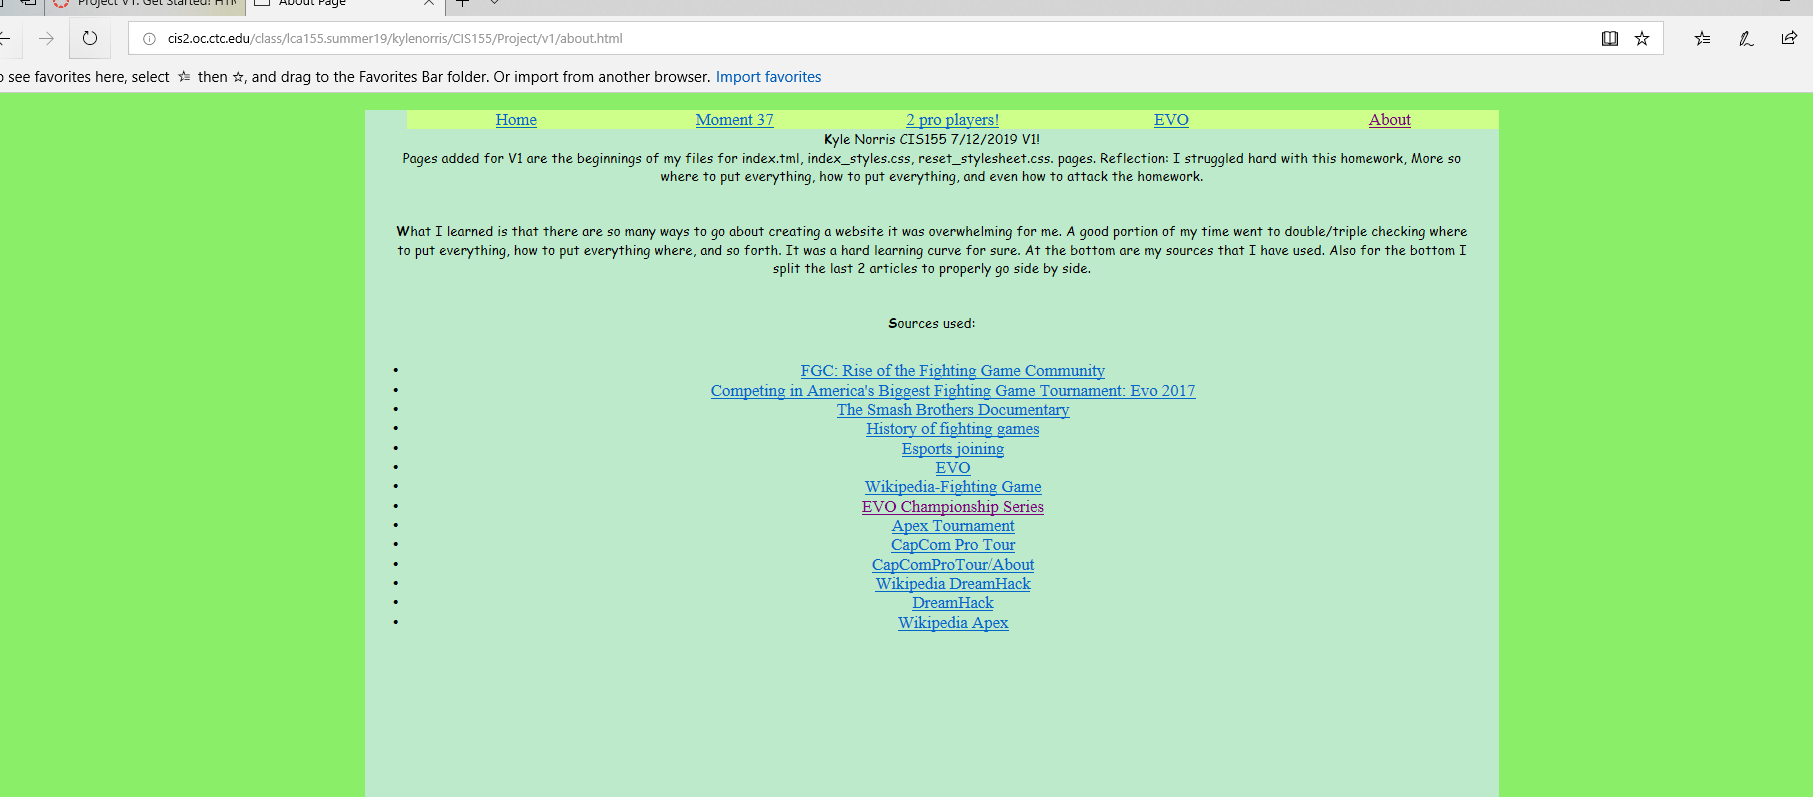 Project V1: Get Started! HTM
About Page
cis2.oc.ctc.edu/class/lca155.summer19/kylenorris/CIS155/Project/v1/about.html
o see favorites here, select then , and drag to the Favorites Bar folder. Or import from another browser. Import favorites
Home Moment 37 2 pro players! EVO About
Kyle Norris CIS155 7/12/2019 V1!
Pages added for V1 are the beginnings of my files for index.tml, index_styles.css, reset_stylesheet.css. pages. Reflection: I struggled hard with this homework, More so
where to put everything, how to put everything, and even how to attack the homework.
What I learned is that there are so many ways to go about creating a website it was overwhelming for me. A good portion of my time went to double/triple checking where
to put everything, how to put everything where, and so forth. It was a hard learning curve for sure. At the bottom are my sources that I have used. Also for the bottom I
split the last 2 articles to properly go side by side.
Sources used:
• FGC: Rise of the Fighting Game Community
• Competing in America's Biggest Fighting Game Tournament: Evo 2017
• The Smash Brothers Documentary
• History of fighting games
• Esports joining
• EVO
• Wikipedia-Fighting Game
• EVO Championship Series
• Apex Tournament
• CapCom Pro Tour
• CapComProTour/About
• Wikipedia DreamHack
• DreamHack
• Wikipedia Apex